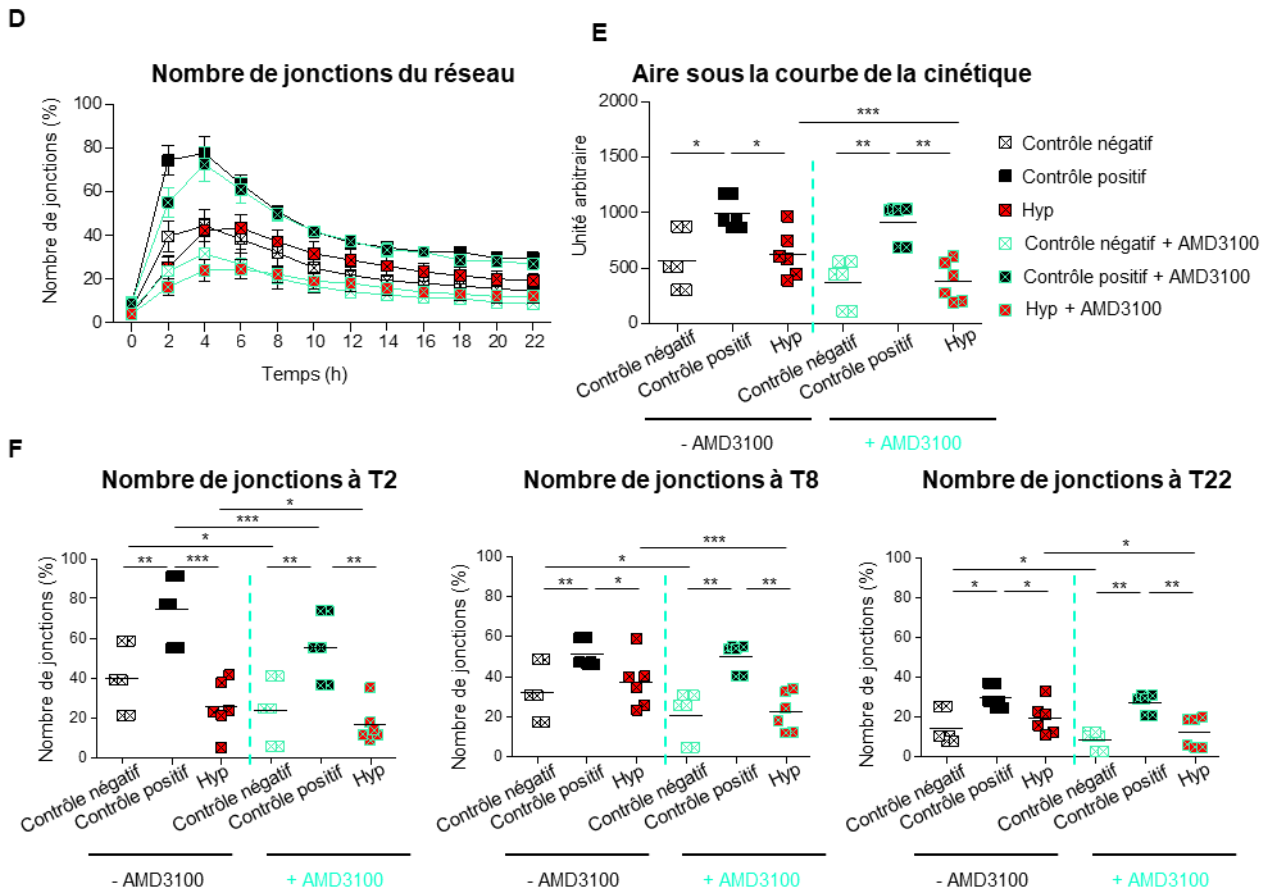 D
Nombre de jonctions du réseau
Nombre de jonctions (%)
100
80
60
40
20
0
0 2 4 6 8 10 12 14 16 18 20 22
Temps (h)
E
Aire sous la courbe de la cinétique
Unité arbitraire
2000
1500
1000
500
0
* * *** ** **
Contrôle négatif
Contrôle positif
Hyp
Contrôle négatif
Contrôle positif
Hyp
- AMD3100
+ AMD3100
Contrôle négatif
Contrôle positif
Hyp
Contrôle négatif + AMD3100
Contrôle positif + AMD3100
Hyp + AMD3100
F
Nombre de jonctions à T2
Nombre de jonctions (%)
100
80
60
40
20
0
*
***
*
** *** ** **
Contrôle négatif
Contrôle positif
Hyp
Contrôle négatif
Contrôle positif
Hyp
- AMD3100
+ AMD3100
Nombre de jonctions à T8
Nombre de jonctions (%)
100
80
60
40
20
0
***
*
** * ** **
Contrôle négatif
Contrôle positif
Hyp
Contrôle négatif
Contrôle positif
Hyp
- AMD3100
+ AMD3100
Nombre de jonctions à T22
Nombre de jonctions (%)
100
80
60
40
20
0
*
*
* * ** **
Contrôle négatif
Contrôle positif
Hyp
Contrôle négatif
Contrôle positif
Hyp
- AMD3100
+ AMD3100